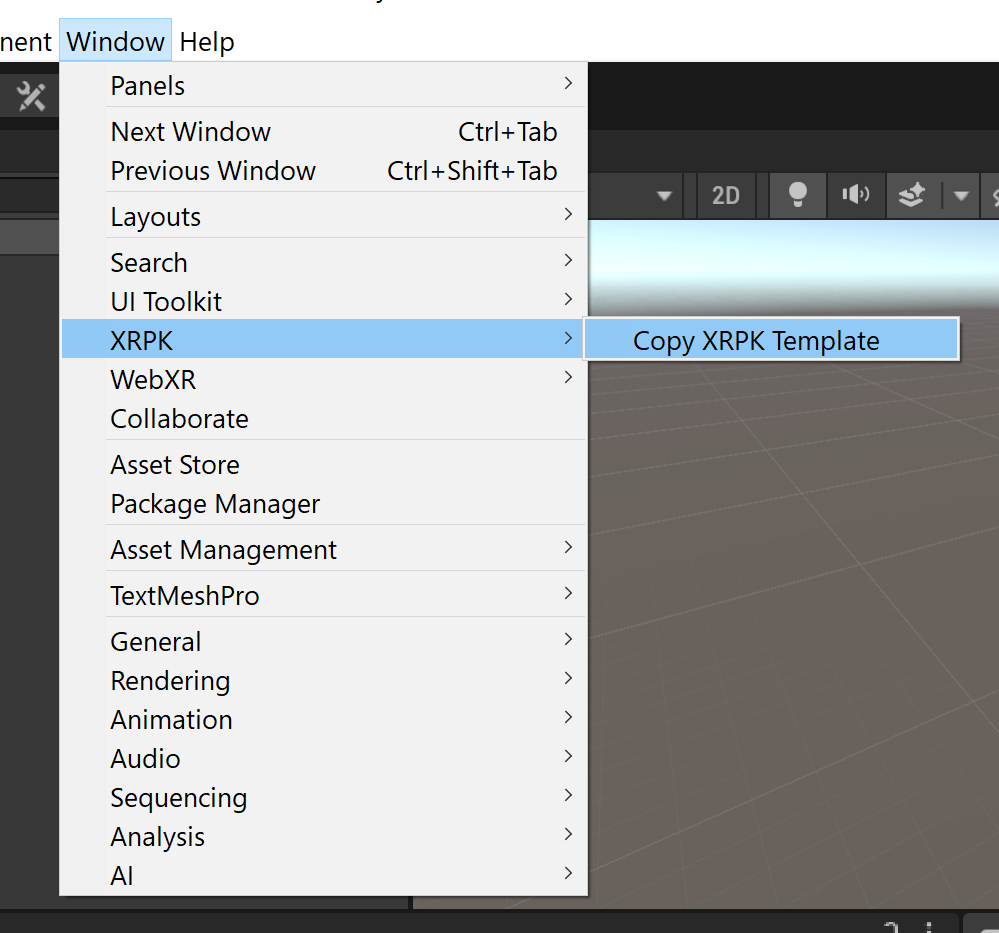 nent Window Help
Panels
Next Window Ctrl+Tab
Previous Window Ctrl+Shift+Tab
Layouts
2D
Search
UI Toolkit
XRPK Copy XRPK Template
WebXR
Collaborate
Asset Store
Package Manager
Asset Management
TextMeshPro
General
Rendering
Animation
Audio
Sequencing
Analysis
AI